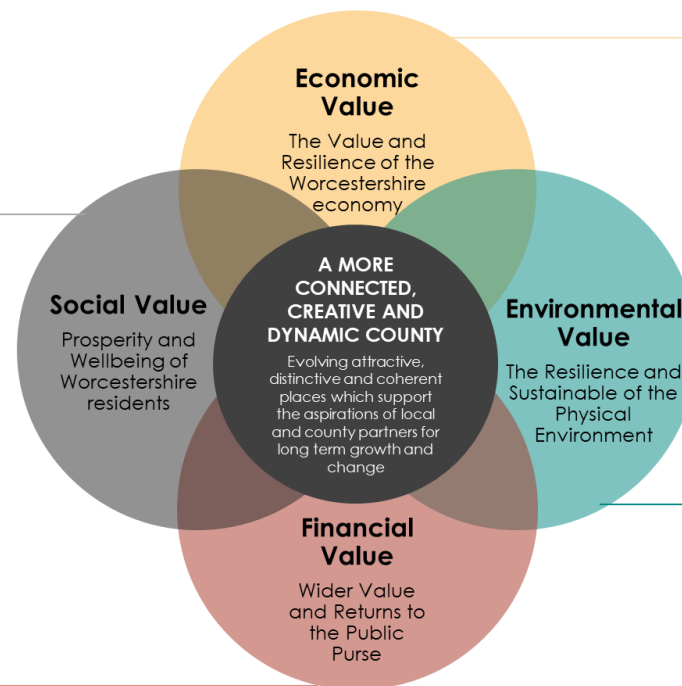 Economic
Value
The Value and
Resilience of the
Worcestershire
economy
Social Value
Prosperity and
Wellbeing of
Worcestershire
residents
A MORE
CONNECTED,
CREATIVE AND
DYNAMIC COUNTY
Evolving attractive,
distinctive and coherent
places which support
the aspirations of local
and county partners for
long term growth and
change
Environmental
Value
The Resilience and
Sustainable of the
Physical
Environment
Financial
Value
Wider Value
and Returns to
the Public
Purse